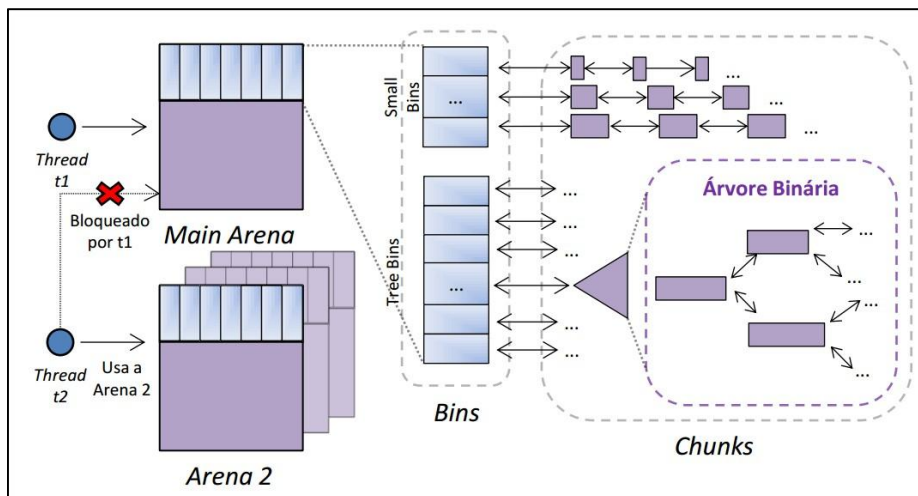 Thread
t1
Bloqueado
por t1
Main Arena
Thread
t2
Usa a
Arena 2
Arena 2
Small
Bins
...
Tree Bins
...
Bins
...
...
...
...
...
...
...
...
...
Árvore Binária
...
...
...
...
Chunks